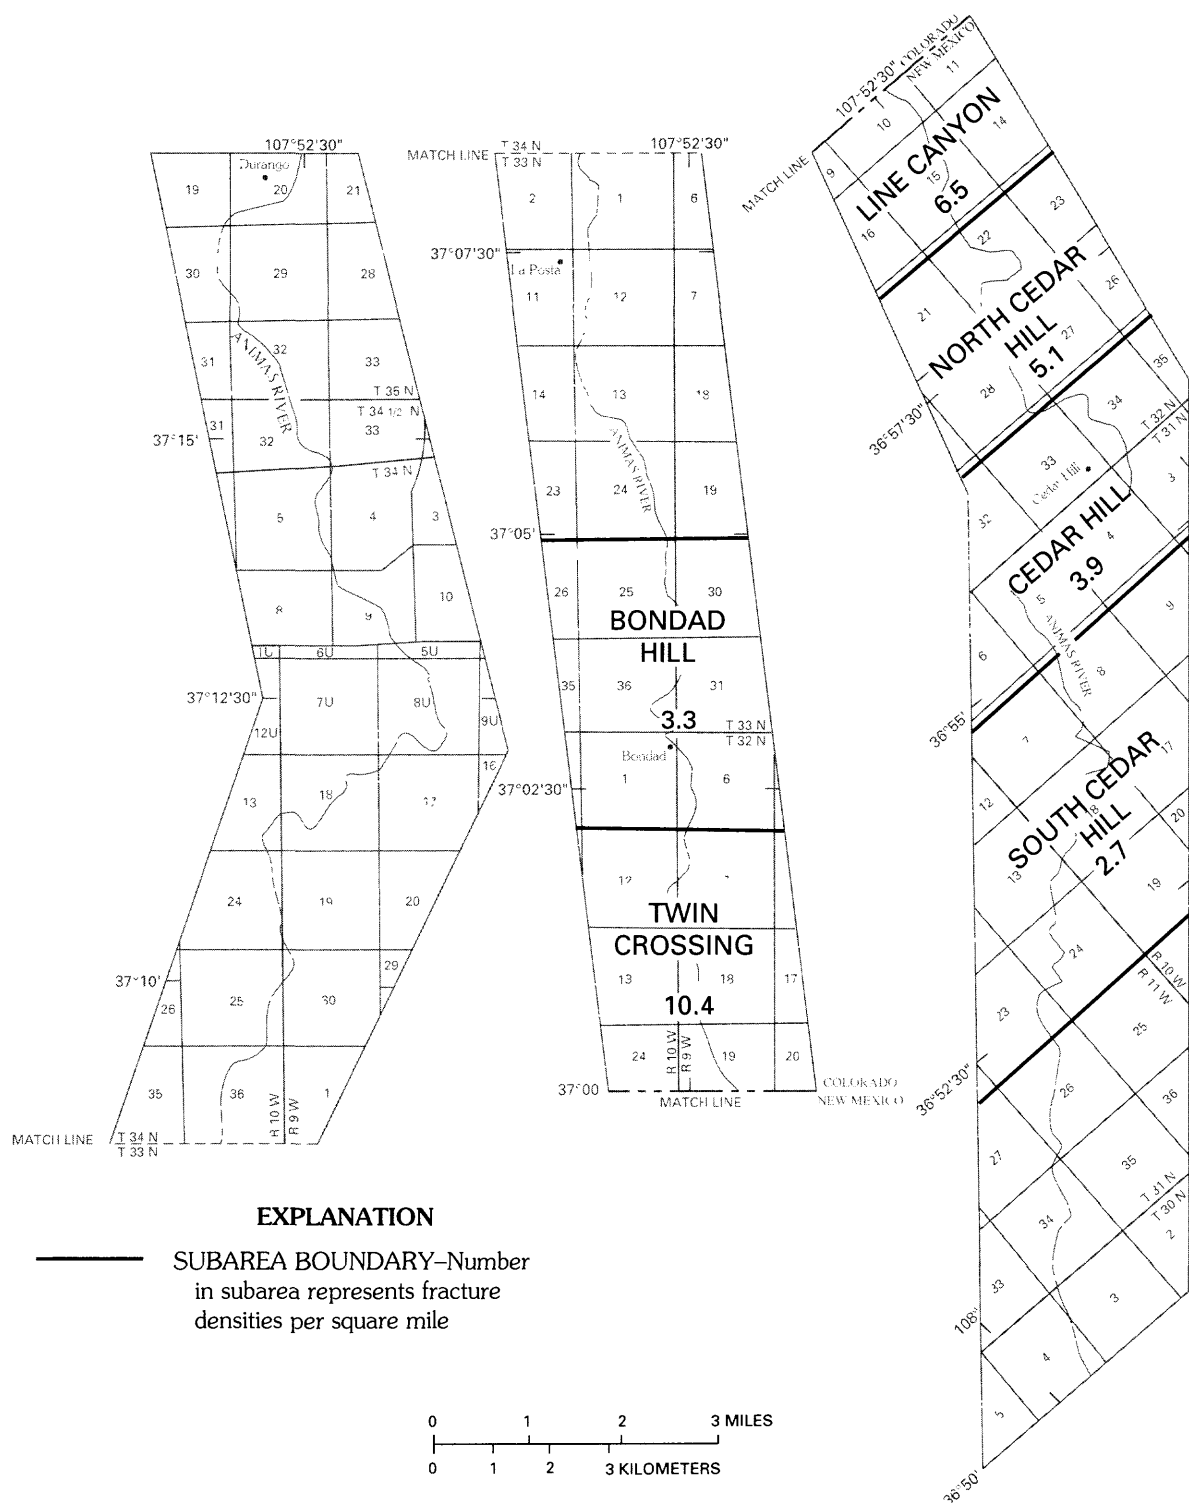 107°52'30"
Durango
19
20
21
30
29
28
31
32
33
ANIMAS RIVER
T 35 N
T 34 1/2 N
31
32
33
37°15'
T 34 N
5
4
3
8
9
10
1U
6U
5U
37°12'30"
7U
8U
9U
12U
16
13
18
17
24
19
20
29
37°10'
26
25
30
35
36
1
R 10 W
R 9 W
MATCH LINE
T 34 N
T 33 N
MATCH LINE
T 34 N
T 33 N
107°52'30"
2
1
6
37°07'30"
La Posta
11
12
7
14
13
18
ANIMAS RIVER
23
24
19
37°05'
26
25
30
BONDAD
HILL
35
36
31
3.3
T 33 N
T 32 N
Bondad
1
6
37°02'30"
12
TWIN
CROSSING
13
18
17
10.4
24
R 10 W
R 9 W
19
20
37°00
MATCH LINE
COLORADO
NEW MEXICO
COLORADO
NEW MEXICO
107°52'30"
11
10
14
MATCH LINE
9
LINE CANYON
15
6.5
16
23
22
21
26
NORTH CEDAR
HILL
27
5.1
28
35
36°57'30"
34
T 32 N
T 31 N
33
Cedar Hill
3
32
CEDAR HILL
4
3.9
5
9
ANIMAS RIVER
6
8
36°55'
7
17
SOUTH CEDAR
HILL
12
18
20
2.7
13
19
24
R 10 W
R 11 W
23
25
36°52'30"
26
36
27
35
T 31 N
T 30 N
34
2
33
3
108°
4
5
36°50'
EXPLANATION
SUBAREA BOUNDARY–Number
in subarea represents fracture
densities per square mile
0 1 2 3 MILES
0 1 2 3 KILOMETERS